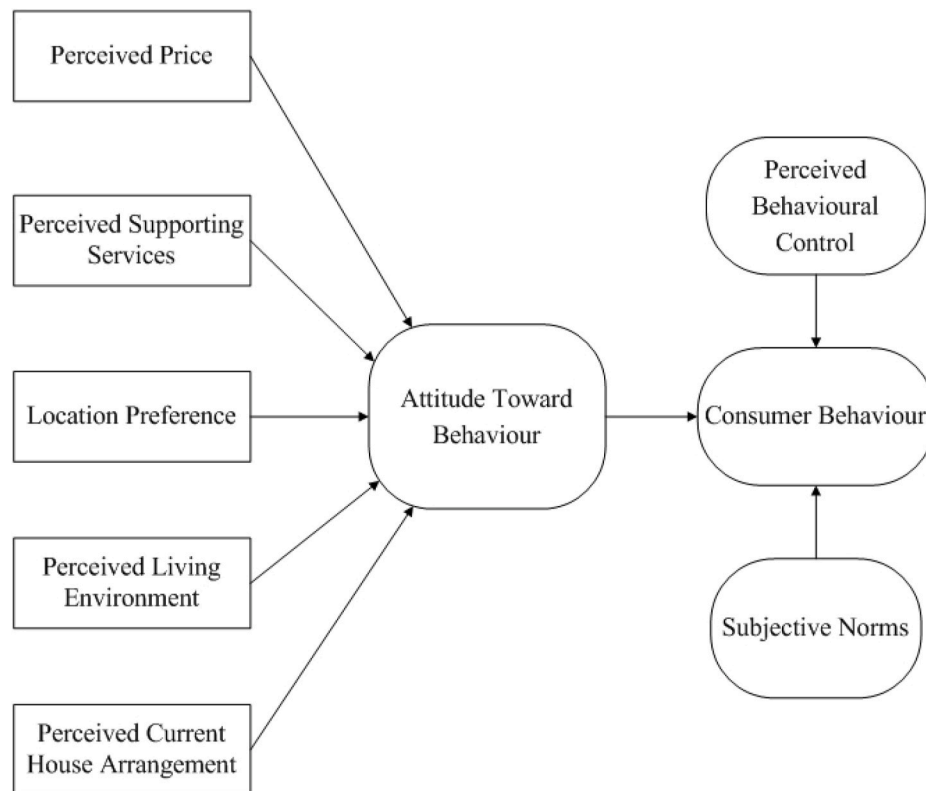 Perceived Price
Perceived Supporting
Services
Location Preference
Perceived Living
Environment
Perceived Current
House Arrangement
Attitude Toward
Behaviour
Perceived
Behavioural
Control
Consumer Behaviour
Subjective Norms